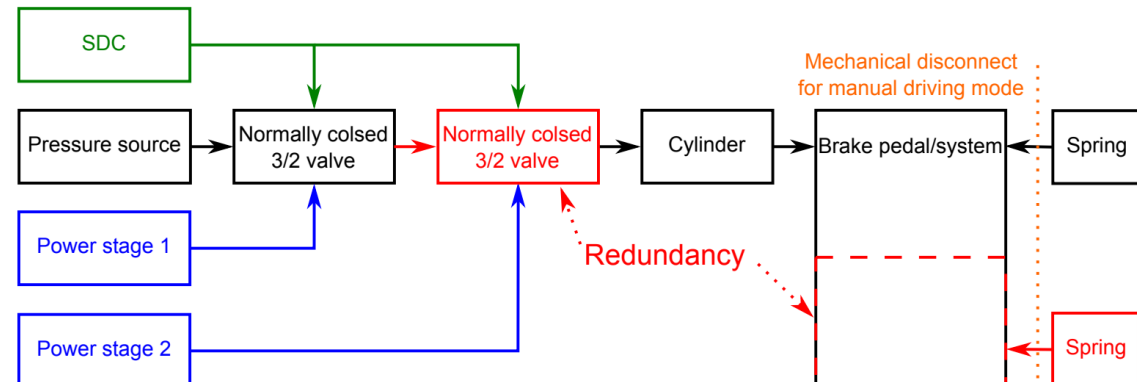 SDC
Mechanical disconnect
for manual driving mode
Pressure source
Normally colsed
3/2 valve
Normally colsed
3/2 valve
Cylinder
Brake pedal/system
Spring
Power stage 1
Redundancy
Power stage 2
Spring